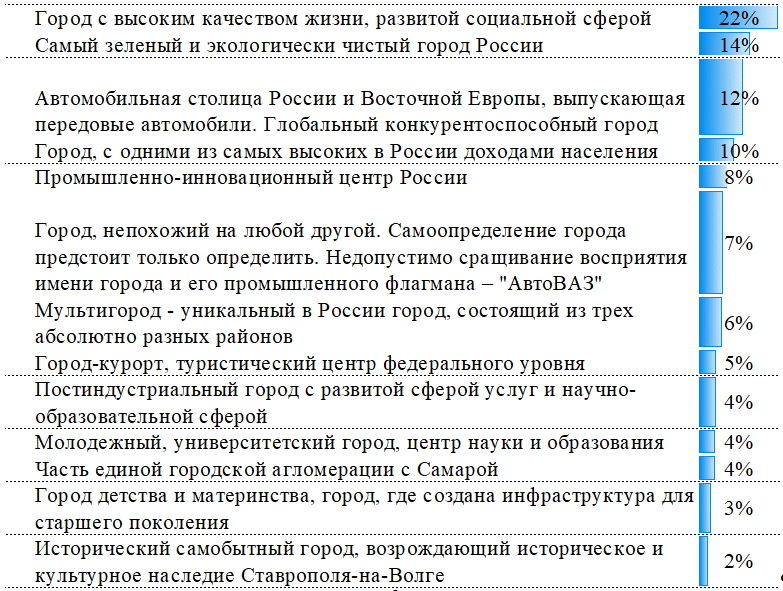 Город с высоким качеством жизни, развитой социальной сферой 22%
Самый зеленый и экологически чистый город России 14%
Автомобильная столица России и Восточной Европы, выпускающая
передовые автомобили. Глобальный конкурентоспособный город 12%
Город, с одними из самых высоких в России доходами населения 10%
Промышленно-инновационный центр России 8%
Город, непохожий на любой другой. Самоопределение города
предстоит только определить. Недопустимо сращивание восприятия 7%
имени города и его промышленного флагмана – "АвтоВАЗ"
Мультигород - уникальный в России город, состоящий из трех
абсолютно разных районов 6%
Город-курорт, туристический центр федерального уровня 5%
Постиндустриальный город с развитой сферой услуг и научно-
образовательной сферой 4%
Молодежный, университетский город, центр науки и образования 4%
Часть единой городской агломерации с Самарой 4%
Город детства и материнства, город, где создана инфраструктура для
старшего поколения 3%
Исторический самобытный город, возрождающий историческое и
культурное наследие Ставрополя-на-Волге 2%